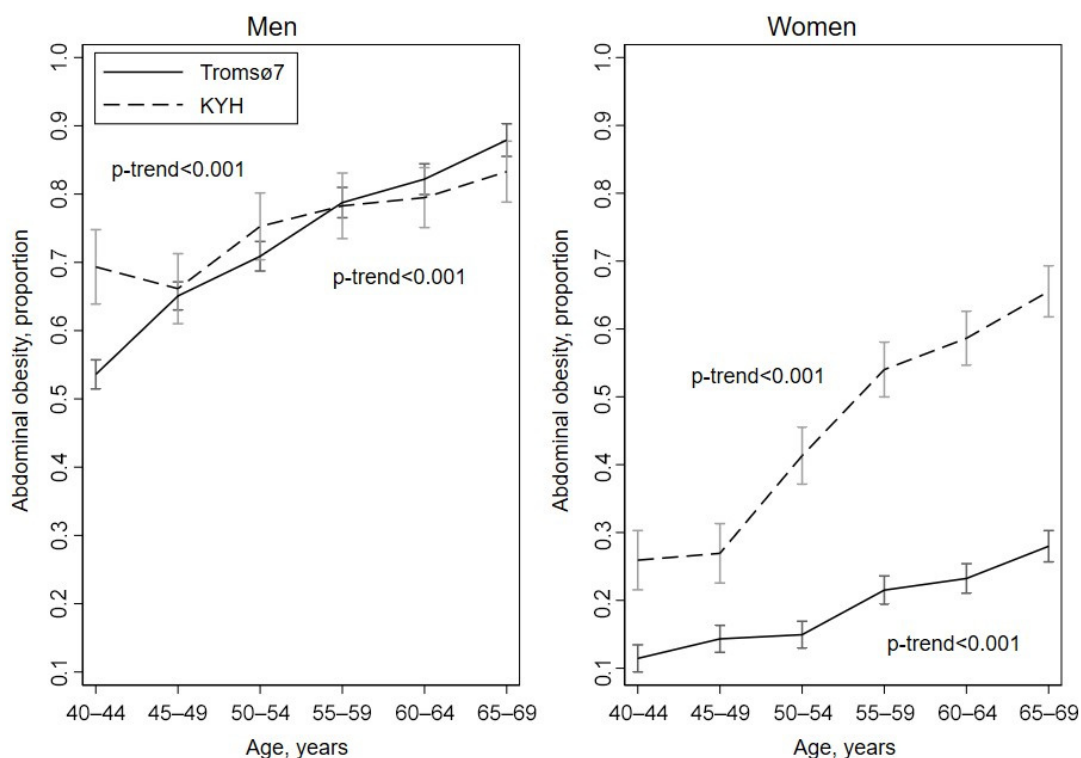 Men
Tromsø7
KYH
p-trend<0.001
p-trend<0.001
Abdominal obesity, proportion
1.0
0.9
0.8
0.7
0.6
0.5
0.4
0.3
0.2
0.1
40–44 45–49 50–54 55–59 60–64 65–69
Age, years
Women
p-trend<0.001
p-trend<0.001
Abdominal obesity, proportion
1.0
0.9
0.8
0.7
0.6
0.5
0.4
0.3
0.2
0.1
40–44 45–49 50–54 55–59 60–64 65–69
Age, years